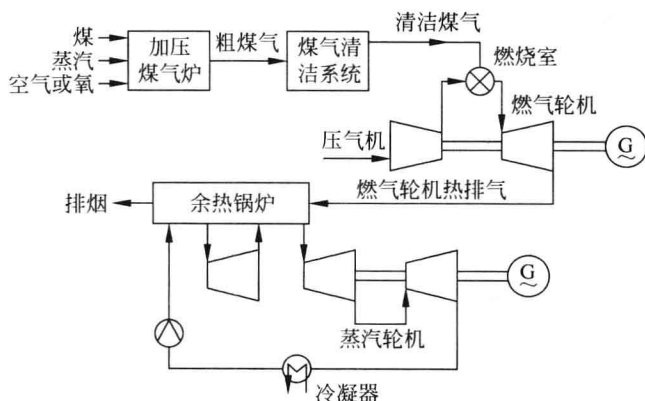 煤
蒸汽
空气或氧
加压
煤气炉
粗煤气
煤气清
洁系统
清洁煤气
燃烧室
燃气轮机
压气机
G
~
燃气轮机热排气
余热锅炉
排烟
G
~
蒸汽轮机
冷凝器